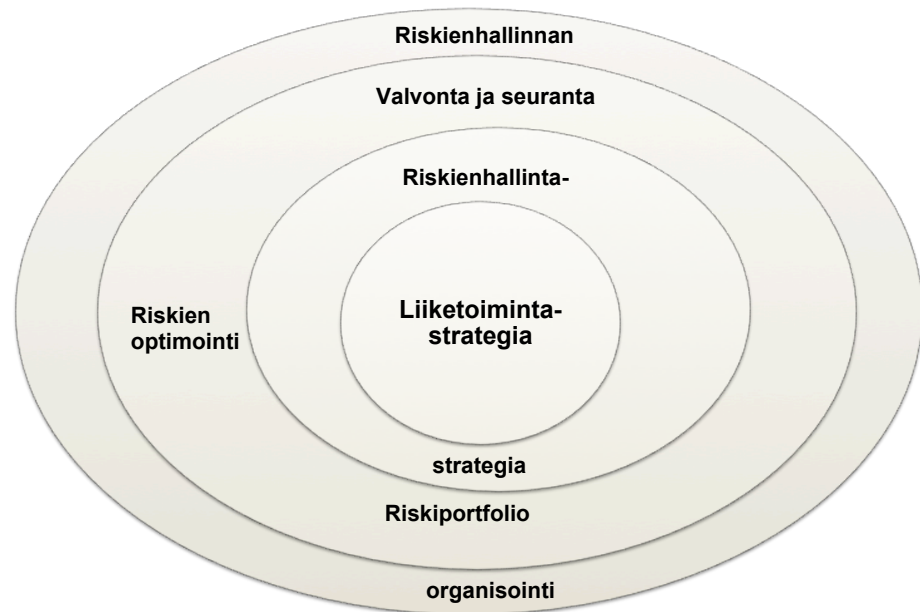 Riskienhallinnan
Valvonta ja seuranta
Riskienhallinta-
Liiketoiminta-
strategia
Riskien
optimointi
strategia
Riskiportfolio
organisointi